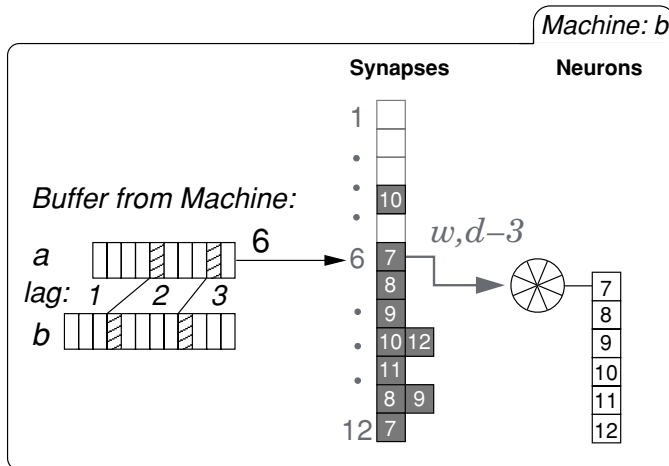 Machine: b
Synapses Neurons
1
10
Buffer from Machine:
w,d−3
a 6 6 7
lag: 1 2 3 8 7
b 9 8
10 12 9
11 10
8 9 11
12 7 12